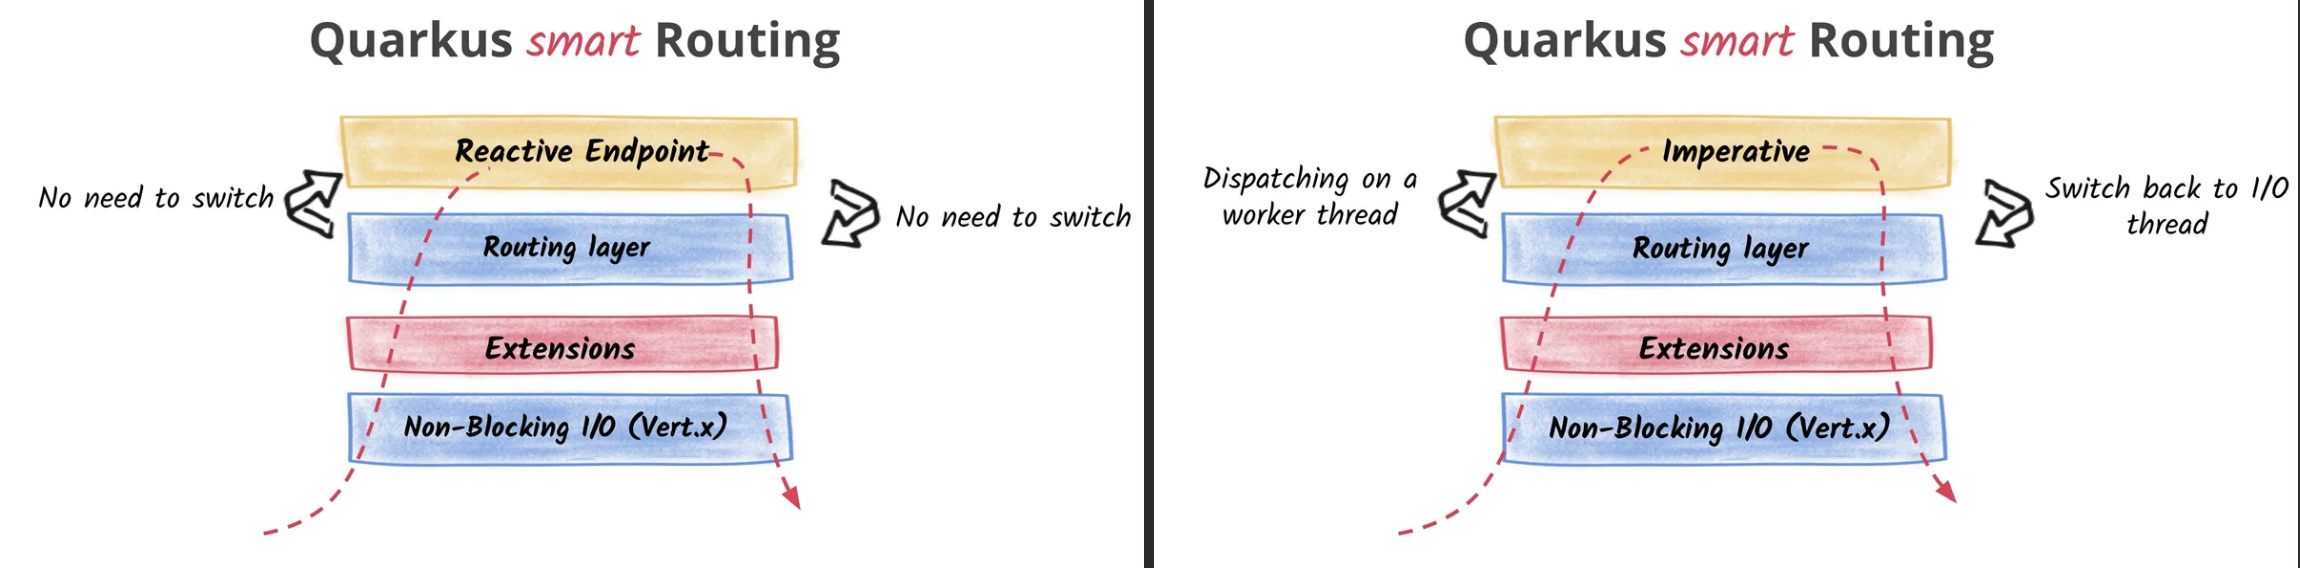 Quarkus smart Routing
Reactive Endpoint
No need to switch
No need to switch
Routing layer
Extensions
Non-Blocking I/O (Vert.x)
Quarkus smart Routing
Imperative
Dispatching on a
worker thread
Switch back to I/O
thread
Routing layer
Extensions
Non-Blocking I/O (Vert.x)